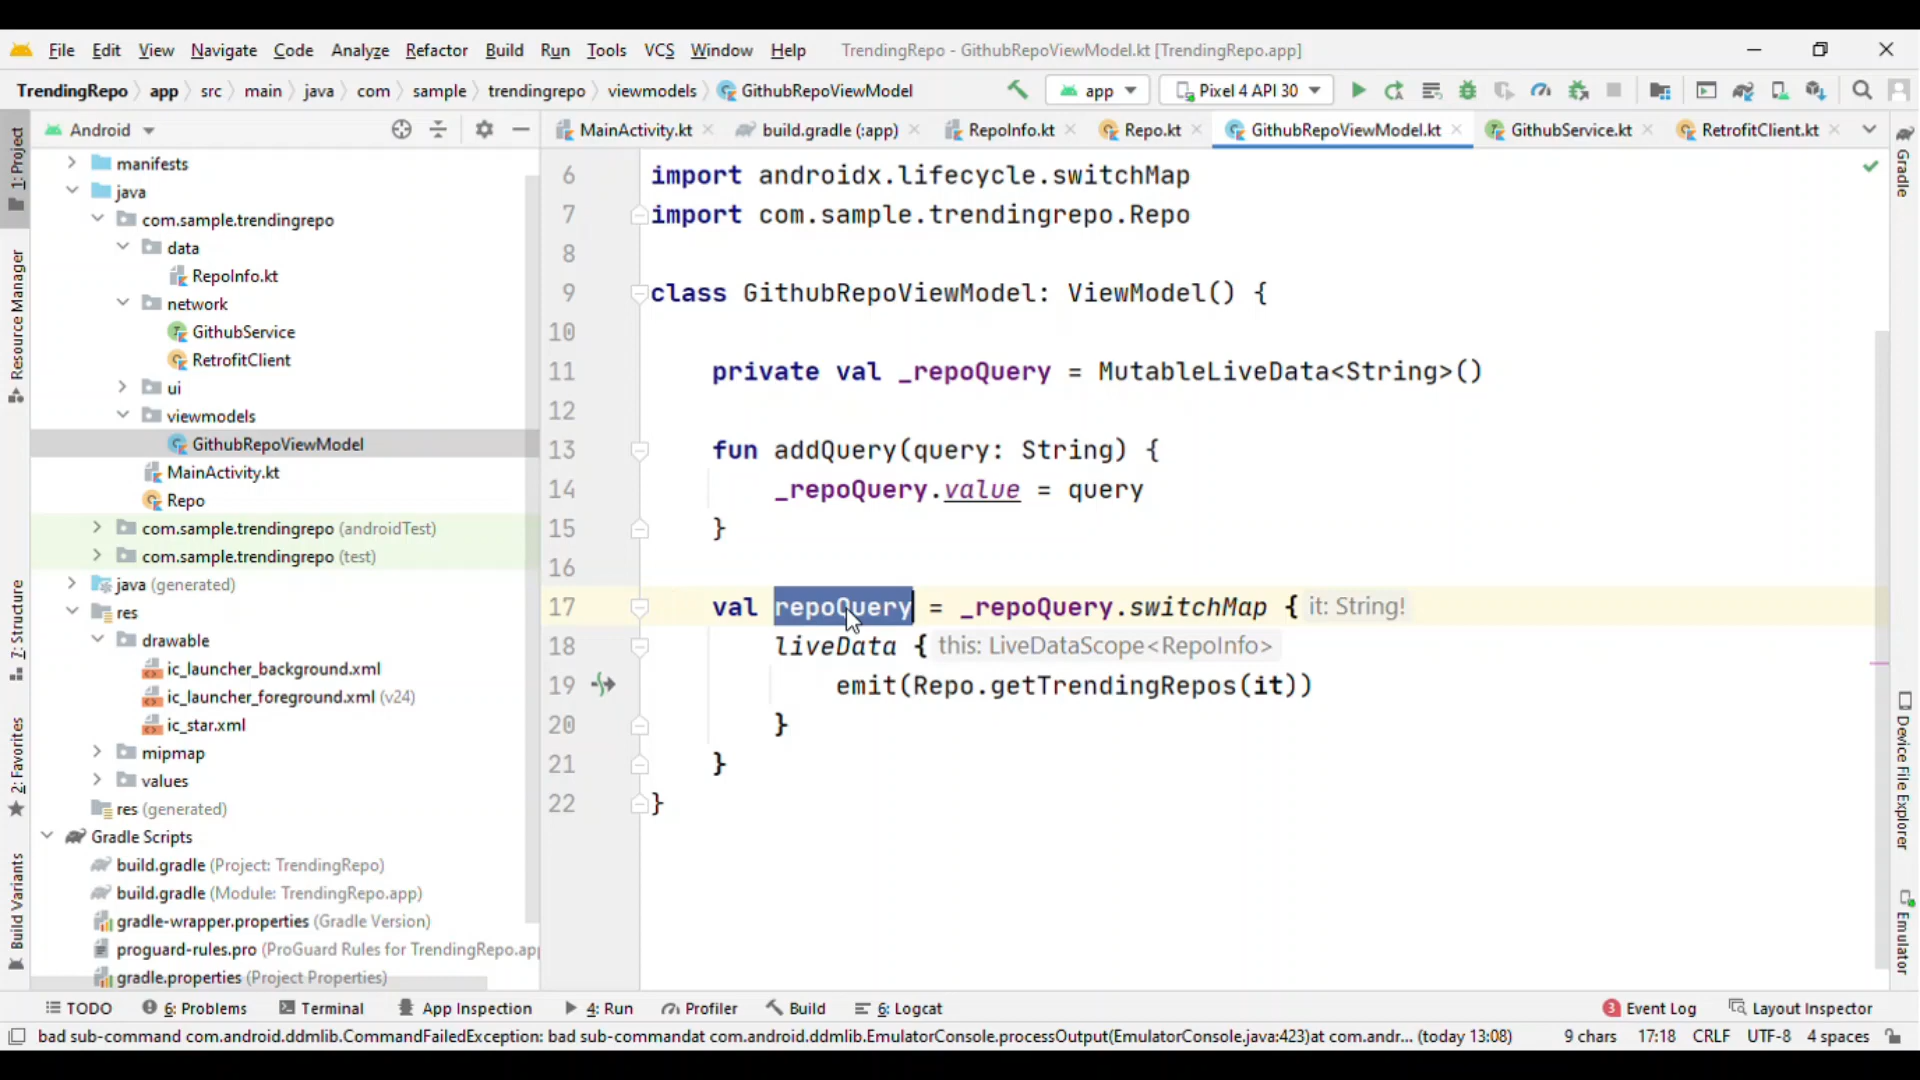 File Edit View Navigate Code Analyze Refactor Build Run Tools VCS Window Help TrendingRepo - GithubRepoViewModel.kt [TrendingRepo.app]
TrendingRepo app src main java com sample trendingrepo viewmodels GithubRepoViewModel app Pixel 4 API 30
Android
MainActivity.kt build.gradle (:app) RepoInfo.kt Repo.kt GithubRepoViewModel.kt GithubService.kt RetrofitClient.kt
1: Project
Resource Manager
7: Structure
2: Favorites
Build Variants
manifests
java
com.sample.trendingrepo
data
RepoInfo.kt
network
GithubService
RetrofitClient
ui
viewmodels
GithubRepoViewModel
MainActivity.kt
Repo
com.sample.trendingrepo (androidTest)
com.sample.trendingrepo (test)
java (generated)
res
drawable
ic_launcher_background.xml
ic_launcher_foreground.xml (v24)
ic_star.xml
mipmap
values
res (generated)
Gradle Scripts
build.gradle (Project: TrendingRepo)
build.gradle (Module: TrendingRepo.app)
gradle-wrapper.properties (Gradle Version)
proguard-rules.pro (ProGuard Rules for TrendingRepo.app
gradle.properties (Project Properties)
6 import androidx.lifecycle.switchMap
7 import com.sample.trendingrepo.Repo
8
9 class GithubRepoViewModel: ViewModel() {
10
11 private val _repoQuery = MutableLiveData<String>()
12
13 fun addQuery(query: String) {
14 _repoQuery.value = query
15 }
16
17 val repoQuery = _repoQuery.switchMap { it: String!
18 liveData { this: LiveDataScope<RepoInfo>
19 emit(Repo.getTrendingRepos(it))
20 }
21 }
22 }
Gradle
Device File Explorer
Emulator
TODO 6: Problems Terminal App Inspection 4: Run Profiler Build 6: Logcat 3 Event Log Layout Inspector
bad sub-command com.android.ddmlib.CommandFailedException: bad sub-commandat com.android.ddmlib.EmulatorConsole.processOutput(EmulatorConsole.java:423)at com.andr... (today 13:08) 9 chars 17:18 CRLF UTF-8 4 spaces